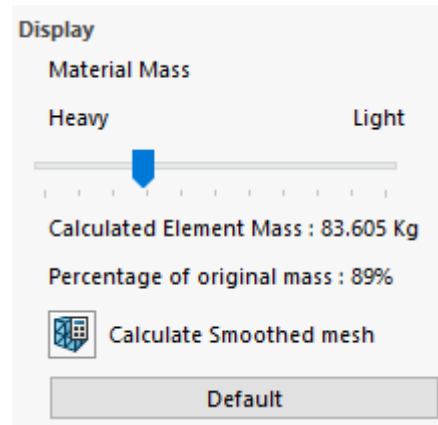 Display
Material Mass
Heavy Light
Calculated Element Mass : 83.605 Kg
Percentage of original mass : 89%
Calculate Smoothed mesh
Default